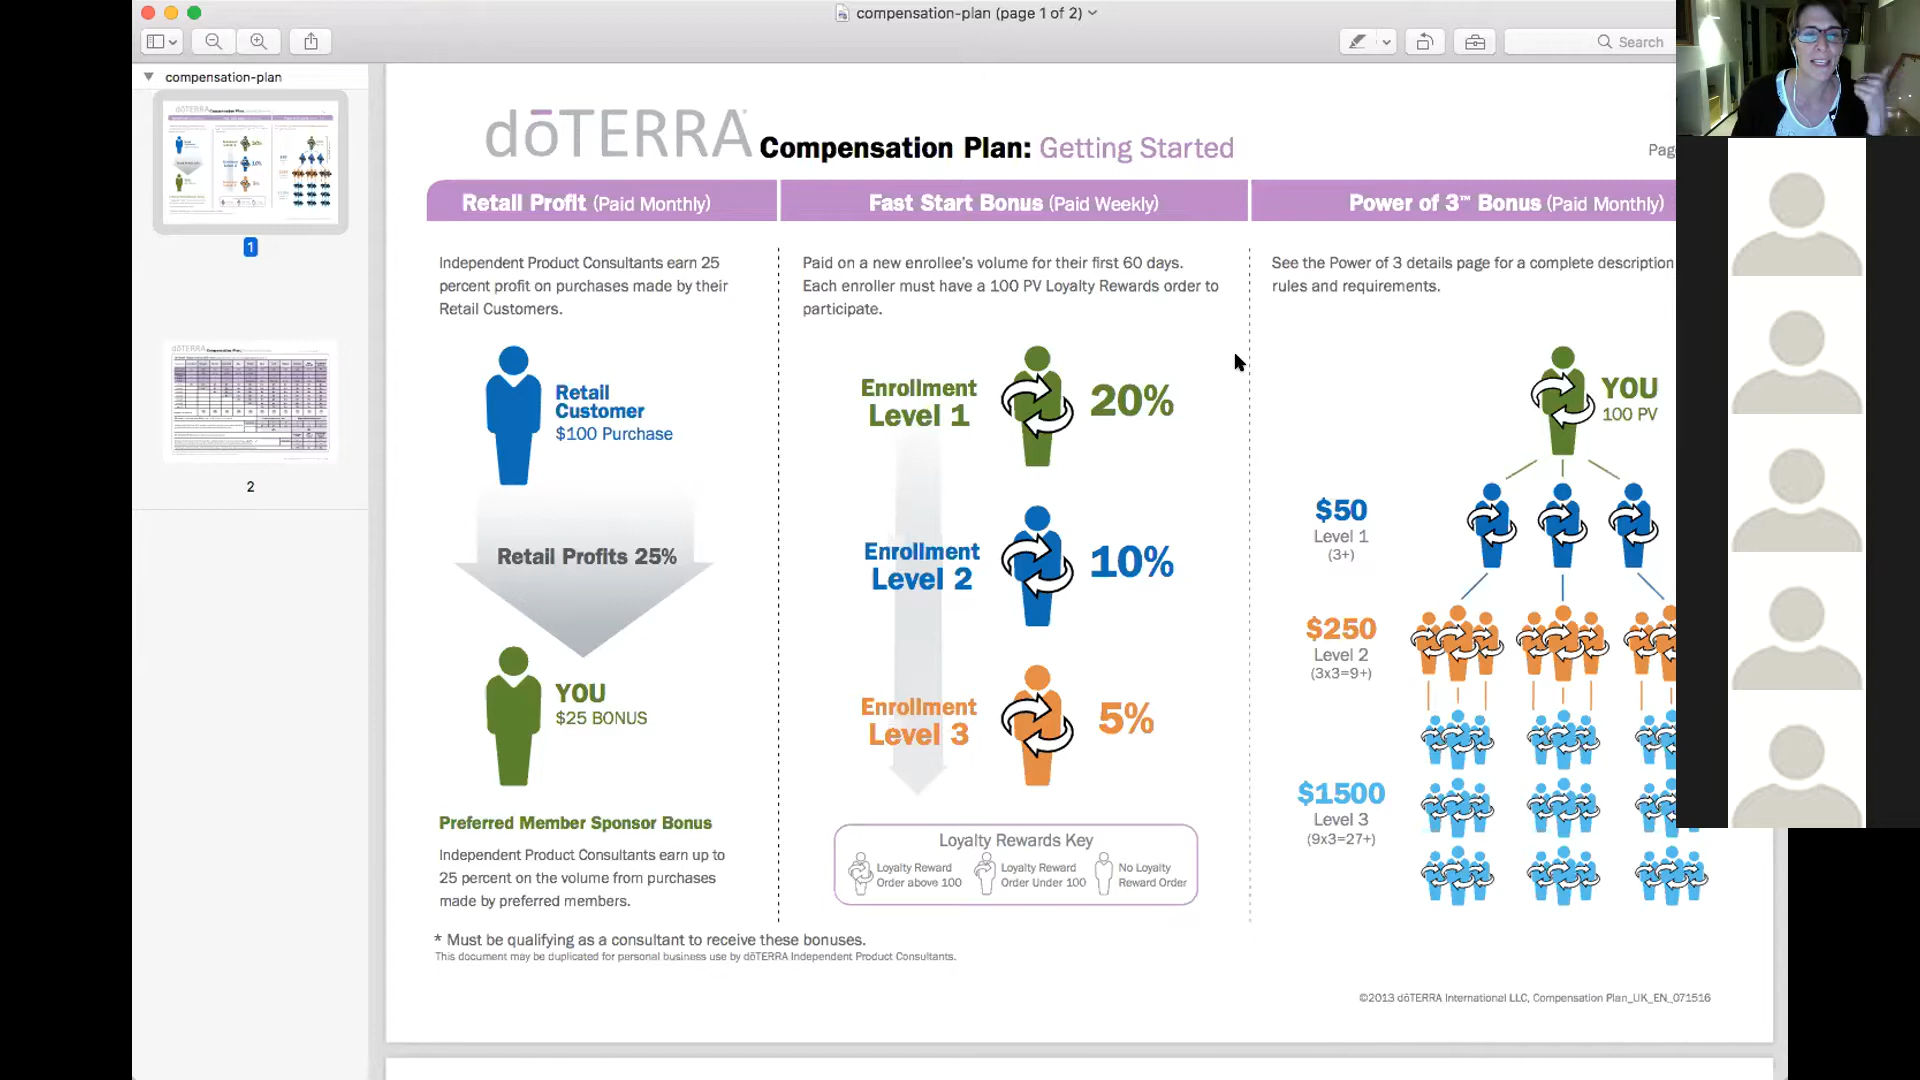 compensation-plan (page 1 of 2)
Search
compensation-plan
1
2
dōTERRA Compensation Plan: Getting Started
Retail Profit (Paid Monthly)
Independent Product Consultants earn 25
percent profit on purchases made by their
Retail Customers.
Retail
Customer
$100 Purchase
Retail Profits 25%
YOU
$25 BONUS
Preferred Member Sponsor Bonus
Independent Product Consultants earn up to
25 percent on the volume from purchases
made by preferred members.
Fast Start Bonus (Paid Weekly)
Paid on a new enrollee's volume for their first 60 days.
Each enroller must have a 100 PV Loyalty Rewards order to
participate.
Enrollment
Level 1
20%
Enrollment
Level 2
10%
Enrollment
Level 3
5%
Loyalty Rewards Key
Loyalty Reward
Order above 100
Loyalty Reward
Order Under 100
No Loyalty
Reward Order
Power of 3™ Bonus (Paid Monthly)
See the Power of 3 details page for a complete description
rules and requirements.
YOU
100 PV
$50
Level 1
(3+)
$250
Level 2
(3x3=9+)
$1500
Level 3
(9x3=27+)
* Must be qualifying as a consultant to receive these bonuses.
This document may be duplicated for personal business use by dōTERRA Independent Product Consultants.
©2013 dōTERRA International LLC, Compensation Plan_UK_EN_071516